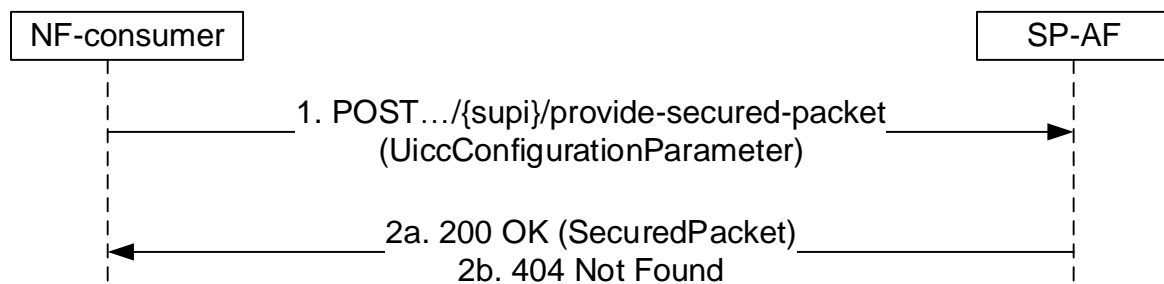 NF-consumer
SP-AF
1. POST…/{supi}/provide-secured-packet
(UiccConfigurationParameter)
2a. 200 OK (SecuredPacket)
2b. 404 Not Found